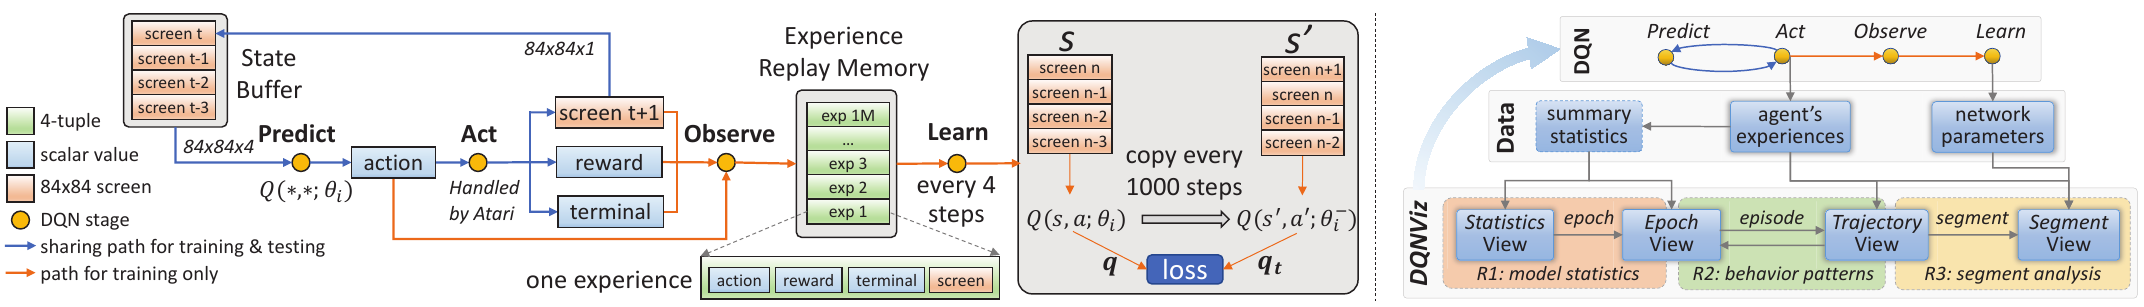 screen t
screen t-1
screen t-2
screen t-3
State
Buffer
84x84x1
84x84x4
4-tuple
scalar value
84x84 screen
DQN stage
sharing path for training & testing
path for training only
Predict
Q(∗,∗; θᵢ)
action
Act
Handled
by Atari
screen t+1
reward
terminal
Observe
Experience
Replay Memory
exp 1M
...
exp 3
exp 2
exp 1
one experience
action
reward
terminal
screen
Learn
every 4
steps
S
screen n
screen n-1
screen n-2
screen n-3
S′
screen n+1
screen n
screen n-1
screen n-2
copy every
1000 steps
Q(s, a; θᵢ)
Q(s′, a′; θᵢ⁻)
q
loss
qₜ
DQN
Predict
Act
Observe
Learn
Data
summary
statistics
agent's
experiences
network
parameters
DQNViz
Statistics
View
epoch
Epoch
View
episode
Trajectory
View
segment
Segment
View
R1: model statistics
R2: behavior patterns
R3: segment analysis